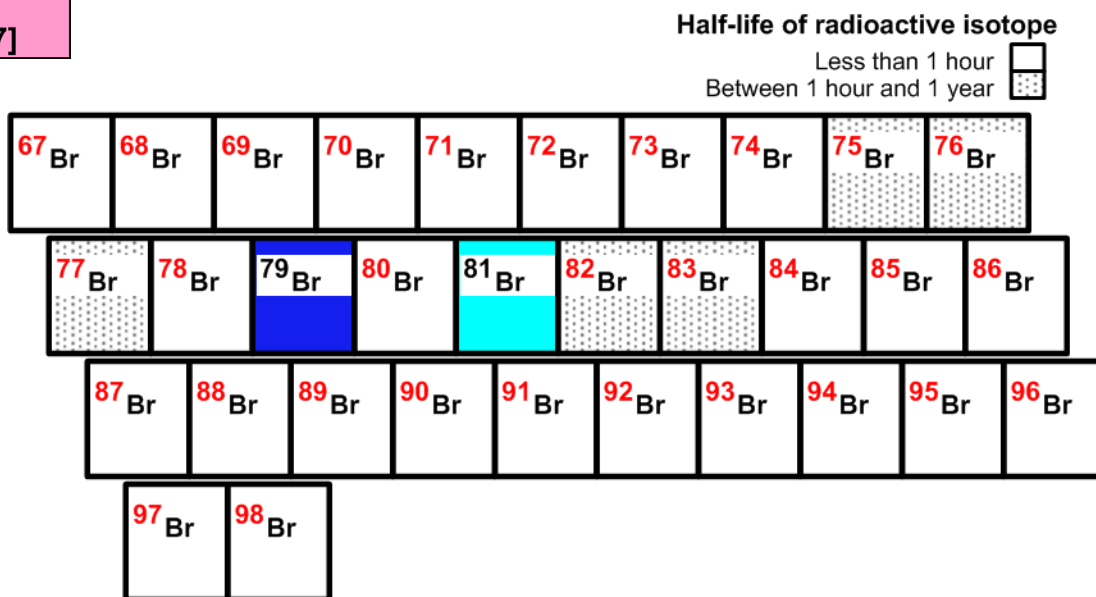 7]
Half-life of radioactive isotope
Less than 1 hour
Between 1 hour and 1 year
67Br 68Br 69Br 70Br 71Br 72Br 73Br 74Br 75Br 76Br
77Br 78Br 79Br 80Br 81Br 82Br 83Br 84Br 85Br 86Br
87Br 88Br 89Br 90Br 91Br 92Br 93Br 94Br 95Br 96Br
97Br 98Br